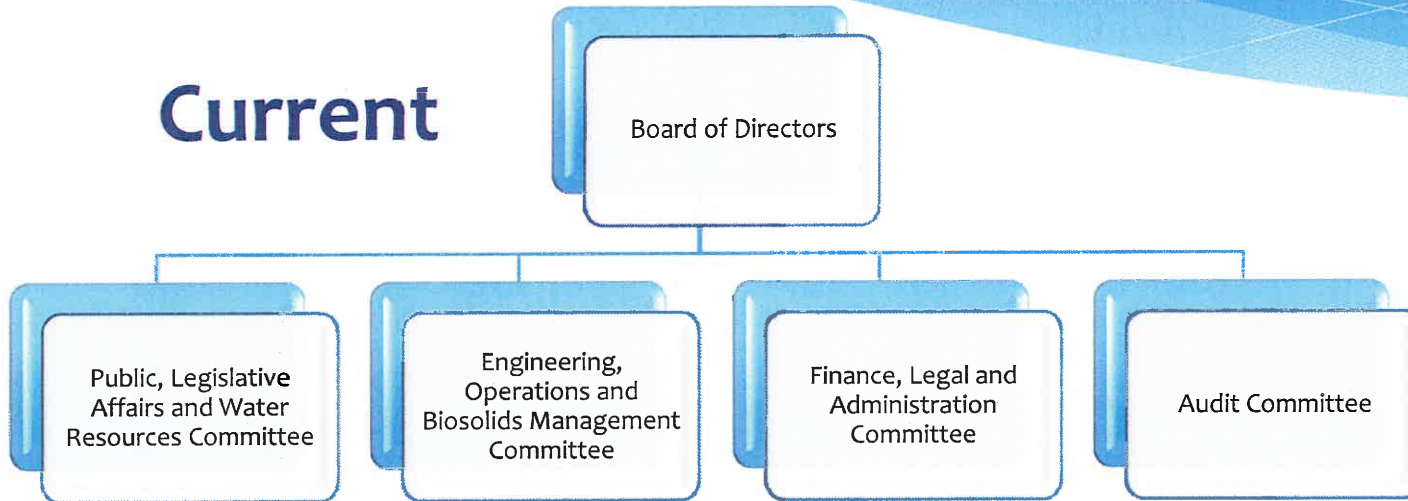 Current
Board of Directors
Public, Legislative
Affairs and Water
Resources Committee
Engineering,
Operations and
Biosolids Management
Committee
Finance, Legal and
Administration
Committee
Audit Committee